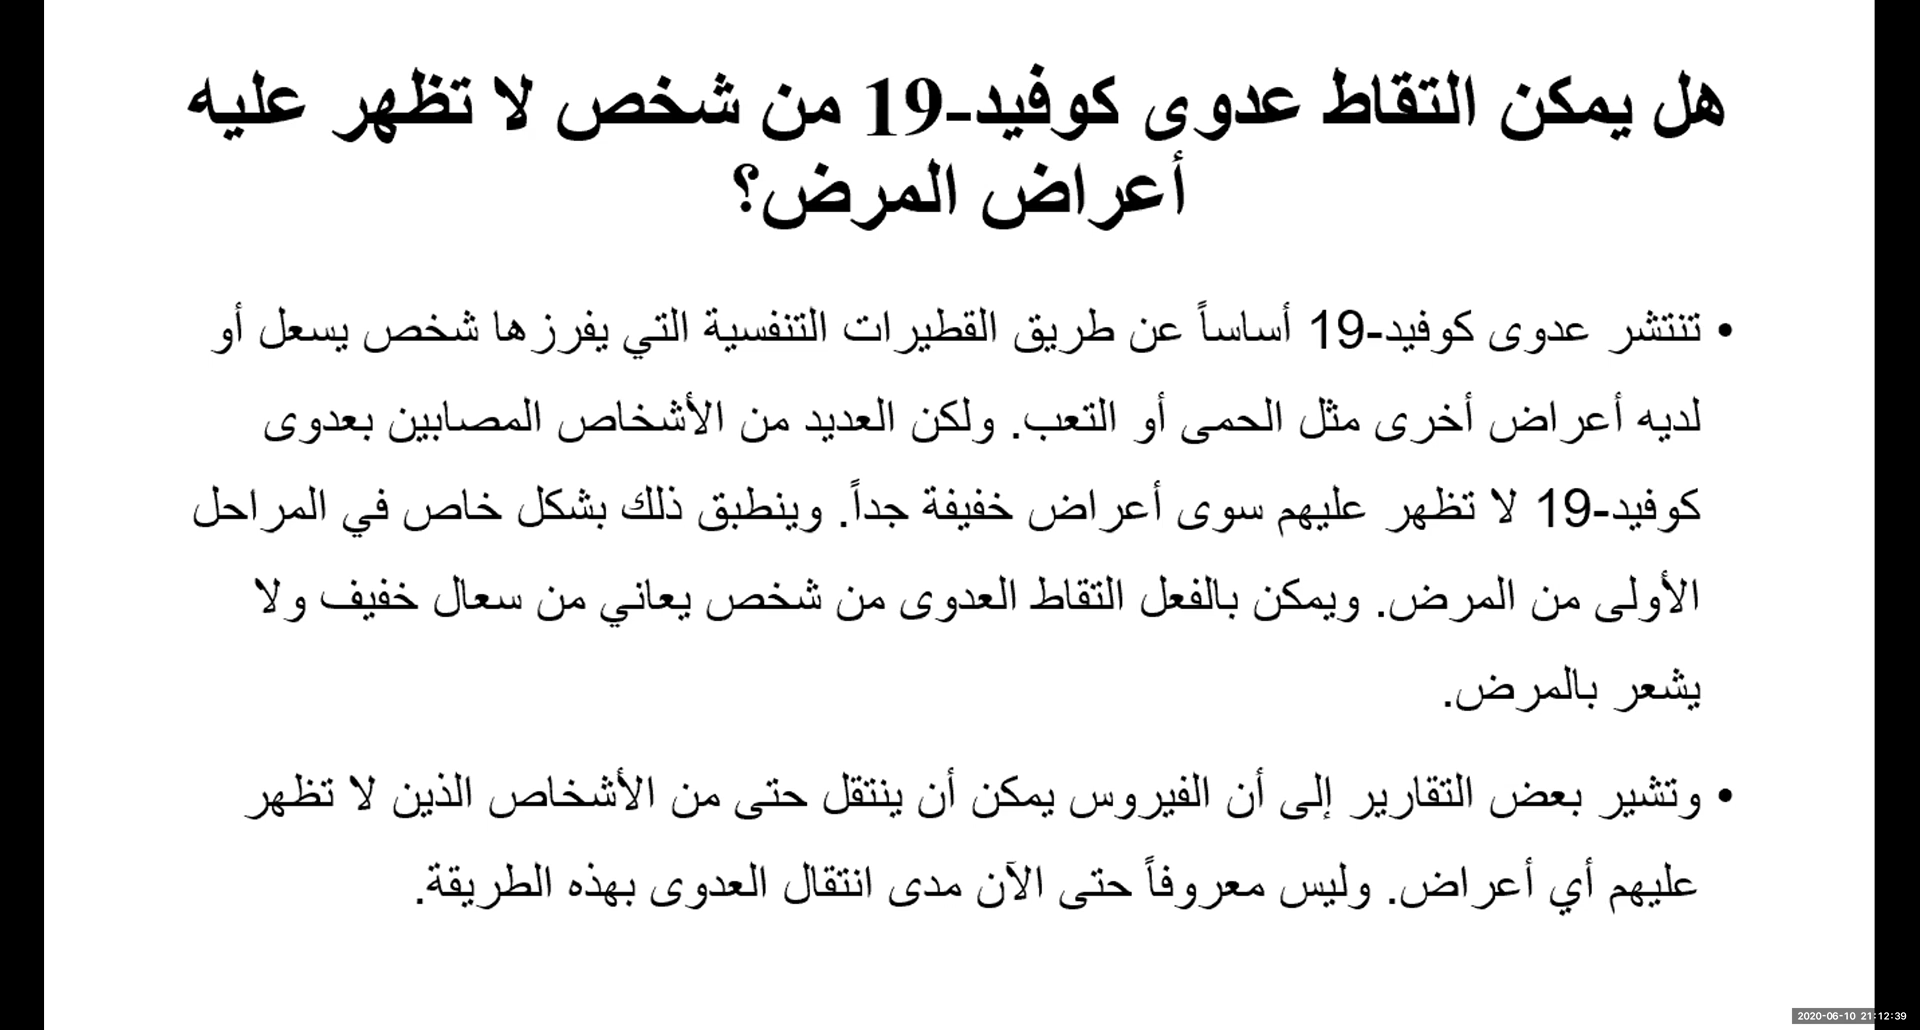 هل يمكن التقاط عدوى كوفيد-19 من شخص لا تظهر عليه
أعراض المرض؟
• تنتشر عدوى كوفيد-19 أساساً عن طريق القطيرات التنفسية التي يفرزها شخص يسعل أو
لديه أعراض أخرى مثل الحمى أو التعب. ولكن العديد من الأشخاص المصابين بعدوى
كوفيد-19 لا تظهر عليهم سوى أعراض خفيفة جداً. وينطبق ذلك بشكل خاص في المراحل
الأولى من المرض. ويمكن بالفعل التقاط العدوى من شخص يعاني من سعال خفيف ولا
يشعر بالمرض.
• وتشير بعض التقارير إلى أن الفيروس يمكن أن ينتقل حتى من الأشخاص الذين لا تظهر
عليهم أي أعراض. وليس معروفاً حتى الآن مدى انتقال العدوى بهذه الطريقة.
2020-06-10 21:12:39